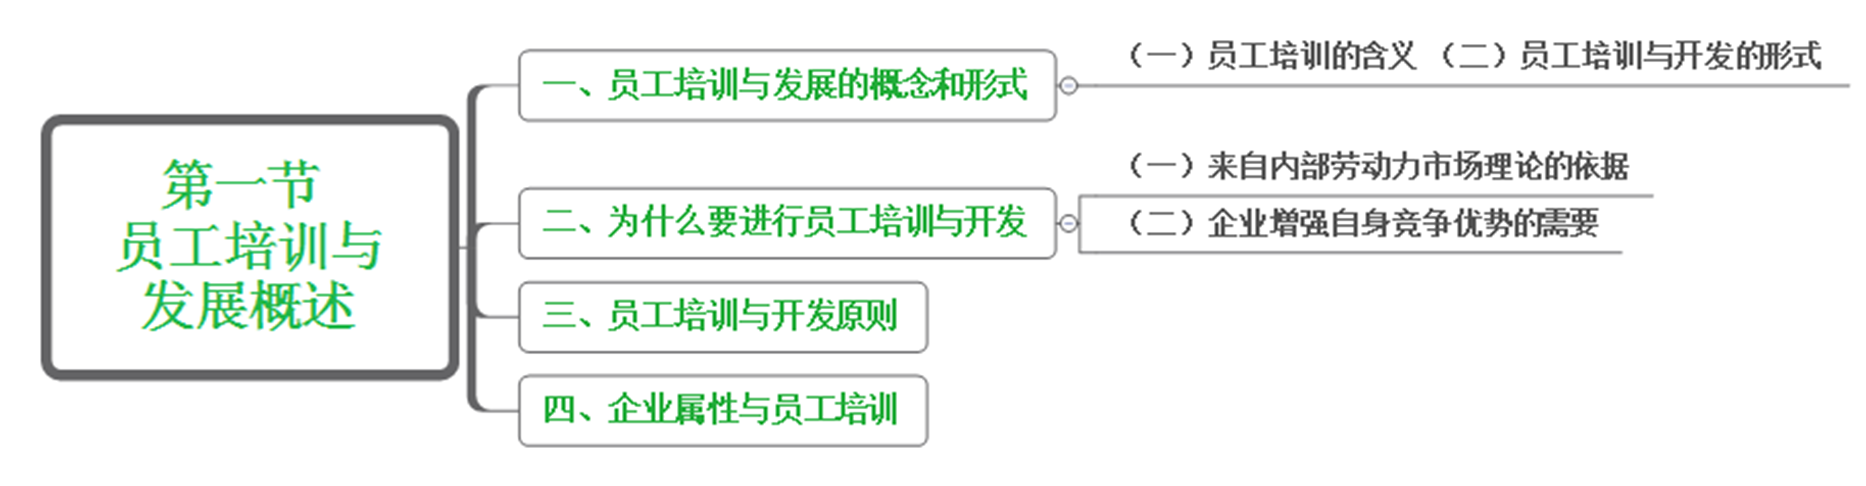 第一节
员工培训与
发展概述
一、员工培训与发展的概念和形式
（一）员工培训的含义 （二）员工培训与开发的形式
二、为什么要进行员工培训与开发
（一）来自内部劳动力市场理论的依据
（二）企业增强自身竞争优势的需要
三、员工培训与开发原则
四、企业属性与员工培训